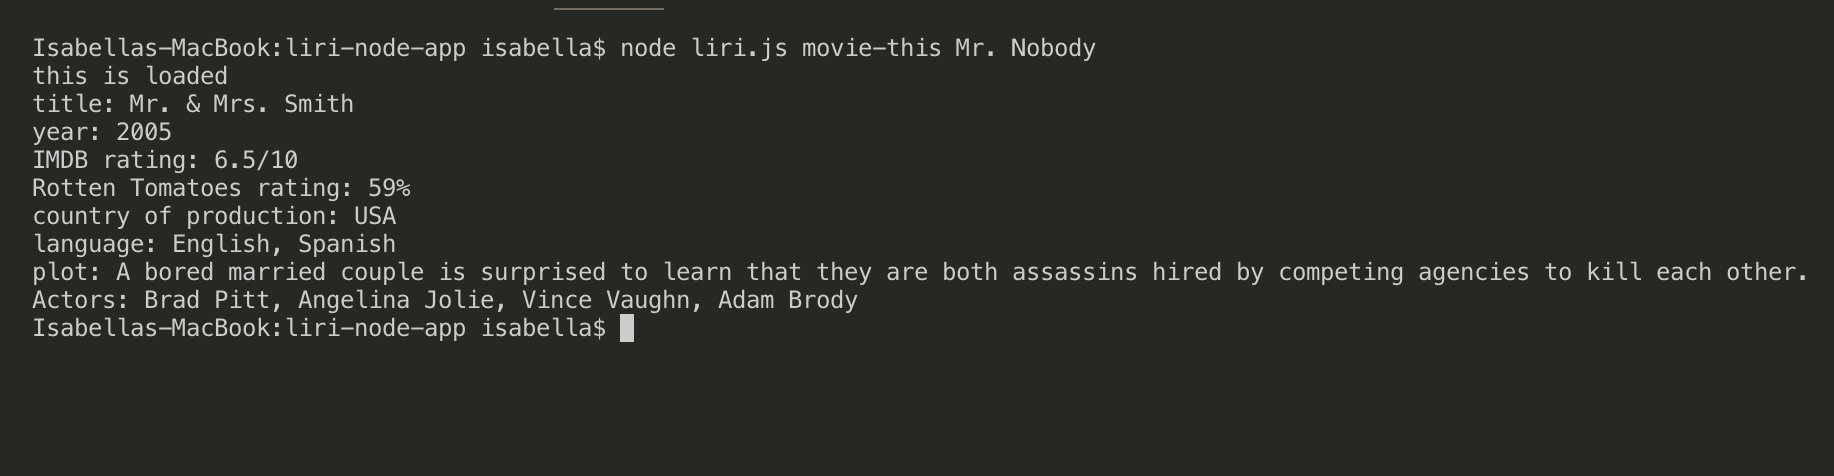 Isabellas-MacBook:liri-node-app isabella$ node liri.js movie-this Mr. Nobody
this is loaded
title: Mr. & Mrs. Smith
year: 2005
IMDB rating: 6.5/10
Rotten Tomatoes rating: 59%
country of production: USA
language: English, Spanish
plot: A bored married couple is surprised to learn that they are both assassins hired by competing agencies to kill each other.
Actors: Brad Pitt, Angelina Jolie, Vince Vaughn, Adam Brody
Isabellas-MacBook:liri-node-app isabella$